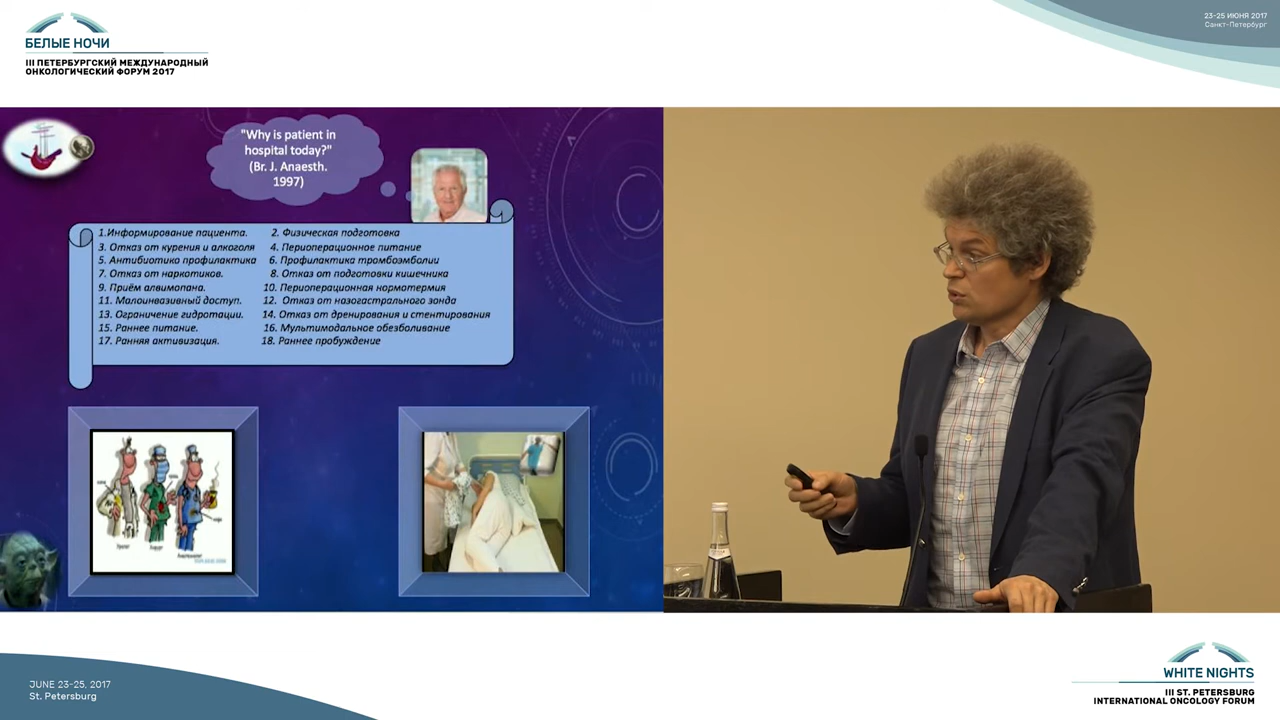 БЕЛЫЕ НОЧИ
III ПЕТЕРБУРГСКИЙ МЕЖДУНАРОДНЫЙ
ОНКОЛОГИЧЕСКИЙ ФОРУМ 2017
23-25 ИЮНЯ 2017
Санкт-Петербург
"Why is patient in
hospital today?"
(Br. J. Anaesth.
1997)
1.Информирование пациента. 2. Физическая подготовка
3. Отказ от курения и алкоголя 4. Периоперационное питание
5. Антибиотико профилактика 6. Профилактика тромбоэмболии
7. Отказ от наркотиков. 8. Отказ от подготовки кишечника
9. Приём алвимопана. 10. Периоперационная нормотермия
11. Малоинвазивный доступ. 12. Отказ от назогастрального зонда
13. Ограничение гидротации. 14. Отказ от дренирования и стентирования
15. Раннее питание. 16. Мультимодальное обезболивание
17. Ранняя активизация. 18. Раннее пробуждение
JUNE 23-25, 2017
St. Petersburg
WHITE NIGHTS
III ST. PETERSBURG
INTERNATIONAL ONCOLOGY FORUM